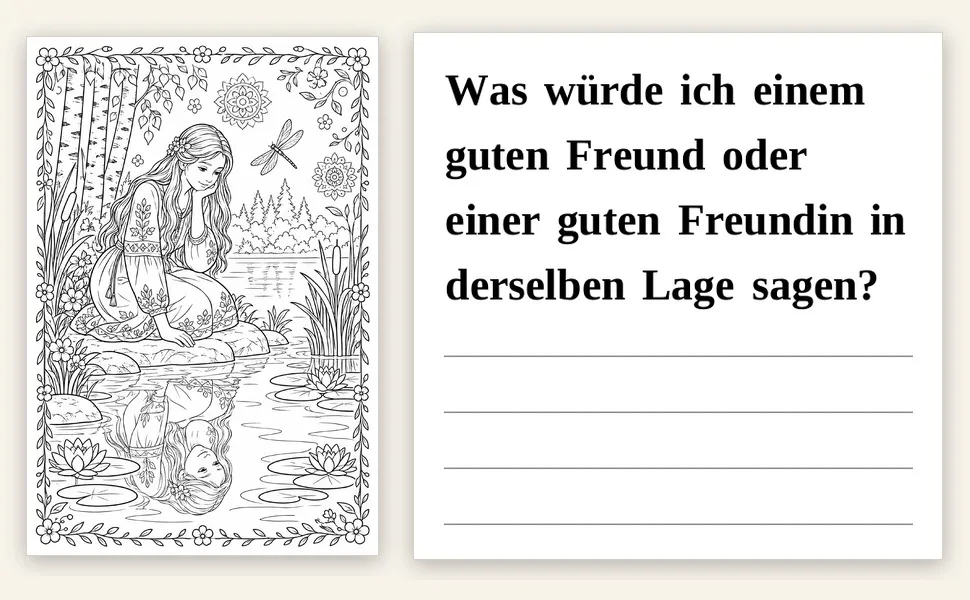 Was würde ich einem
guten Freund oder
einer guten Freundin in
derselben Lage sagen?